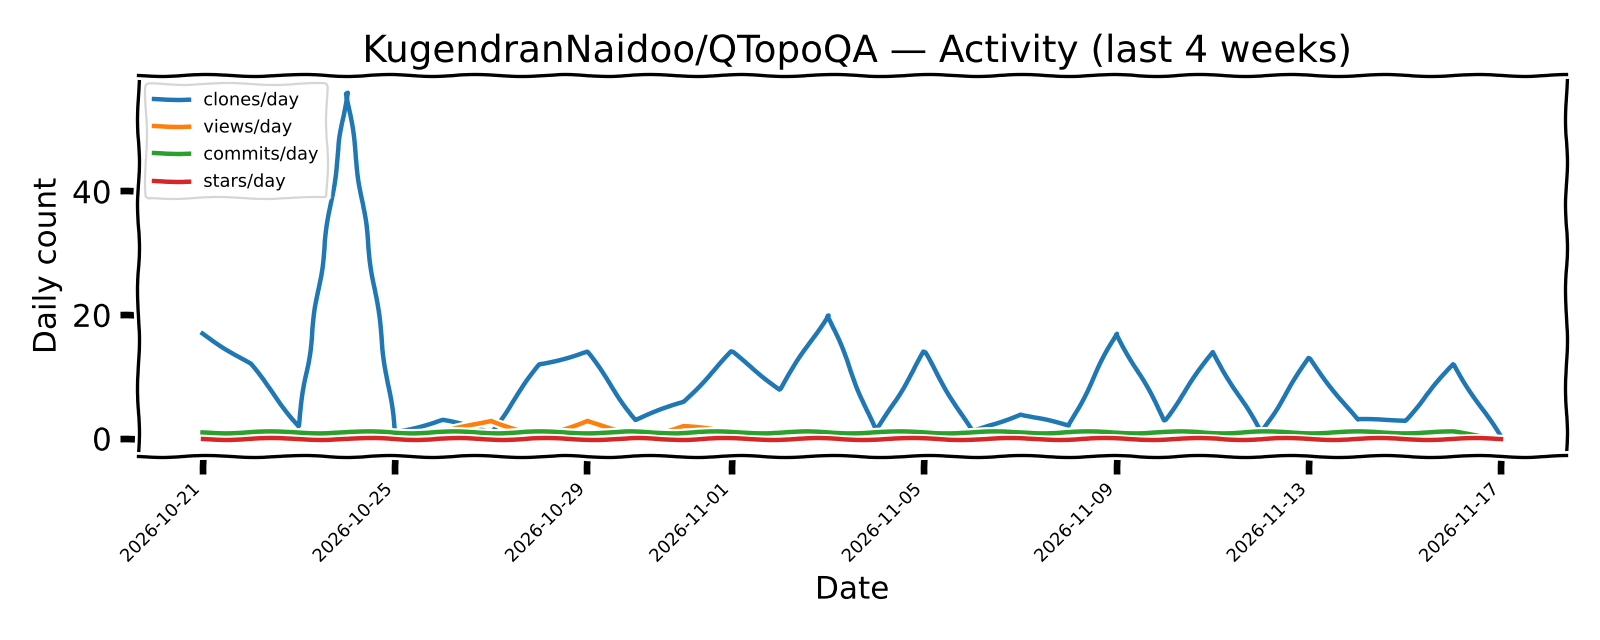 KugendranNaidoo/QTopoQA — Activity (last 4 weeks)
clones/day
views/day
commits/day
stars/day
Daily count
40
20
0
2026-10-21
2026-10-25
2026-10-29
2026-11-01
2026-11-05
2026-11-09
2026-11-13
2026-11-17
Date